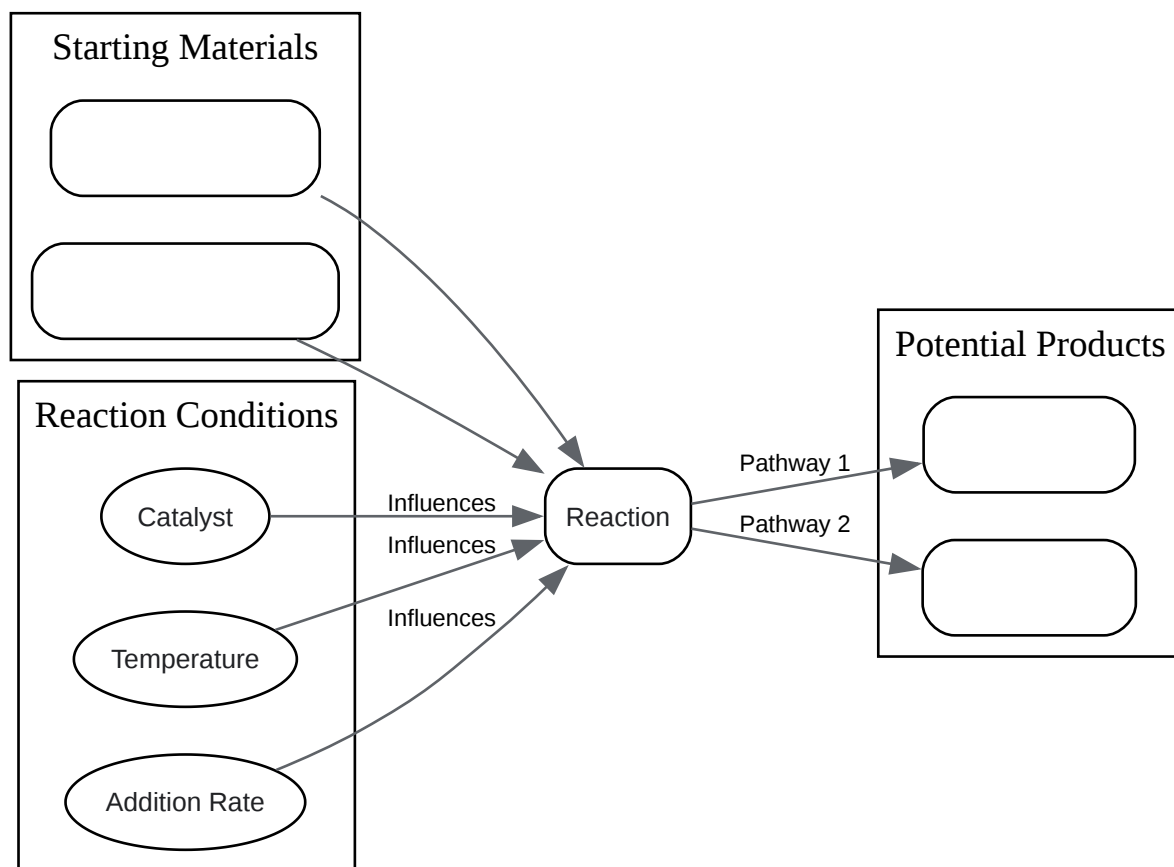 Starting Materials
Reaction Conditions
Catalyst
Temperature
Addition Rate
Influences
Influences
Influences
Reaction
Pathway 1
Pathway 2
Potential Products